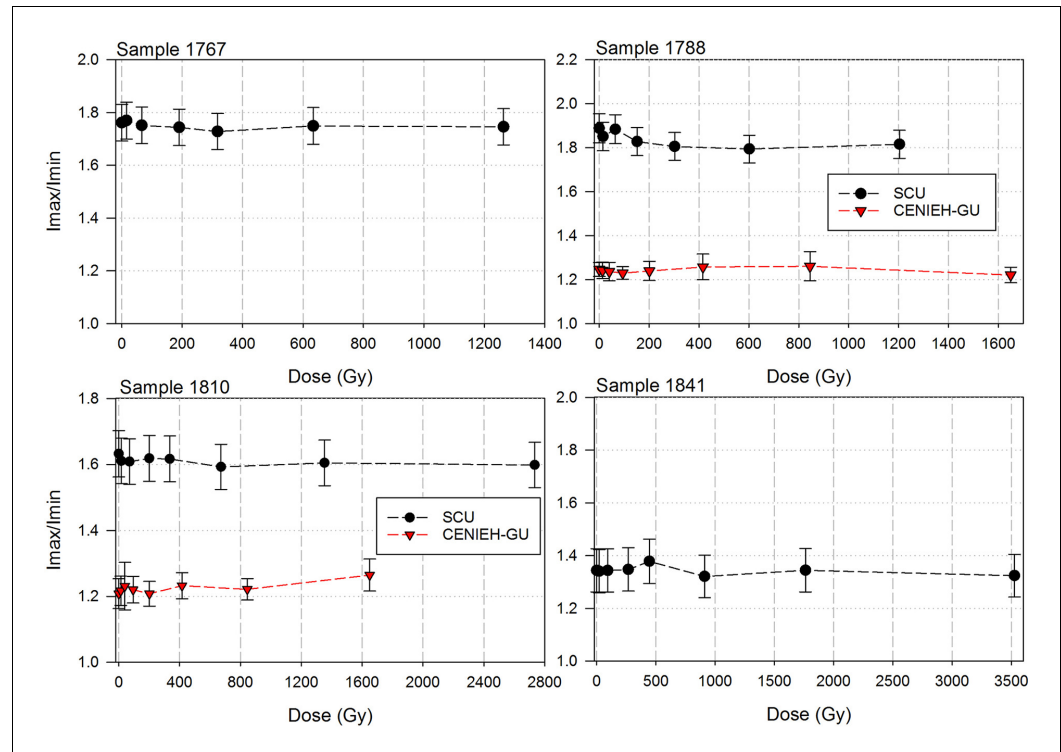 Sample 1767
2.0
1.8
1.6
1.4
1.2
1.0
Imax/Imin
0 200 400 600 800 1000 1200 1400
Dose (Gy)
Sample 1788
2.2
2.0
1.8
1.6
1.4
1.2
1.0
SCU
CENIEH-GU
0 200 400 600 800 1000 1200 1400 1600
Dose (Gy)
Sample 1810
1.8
1.6
1.4
1.2
1.0
Imax/Imin
SCU
CENIEH-GU
0 400 800 1200 1600 2000 2400 2800
Dose (Gy)
Sample 1841
2.0
1.8
1.6
1.4
1.2
1.0
0 500 1000 1500 2000 2500 3000 3500
Dose (Gy)